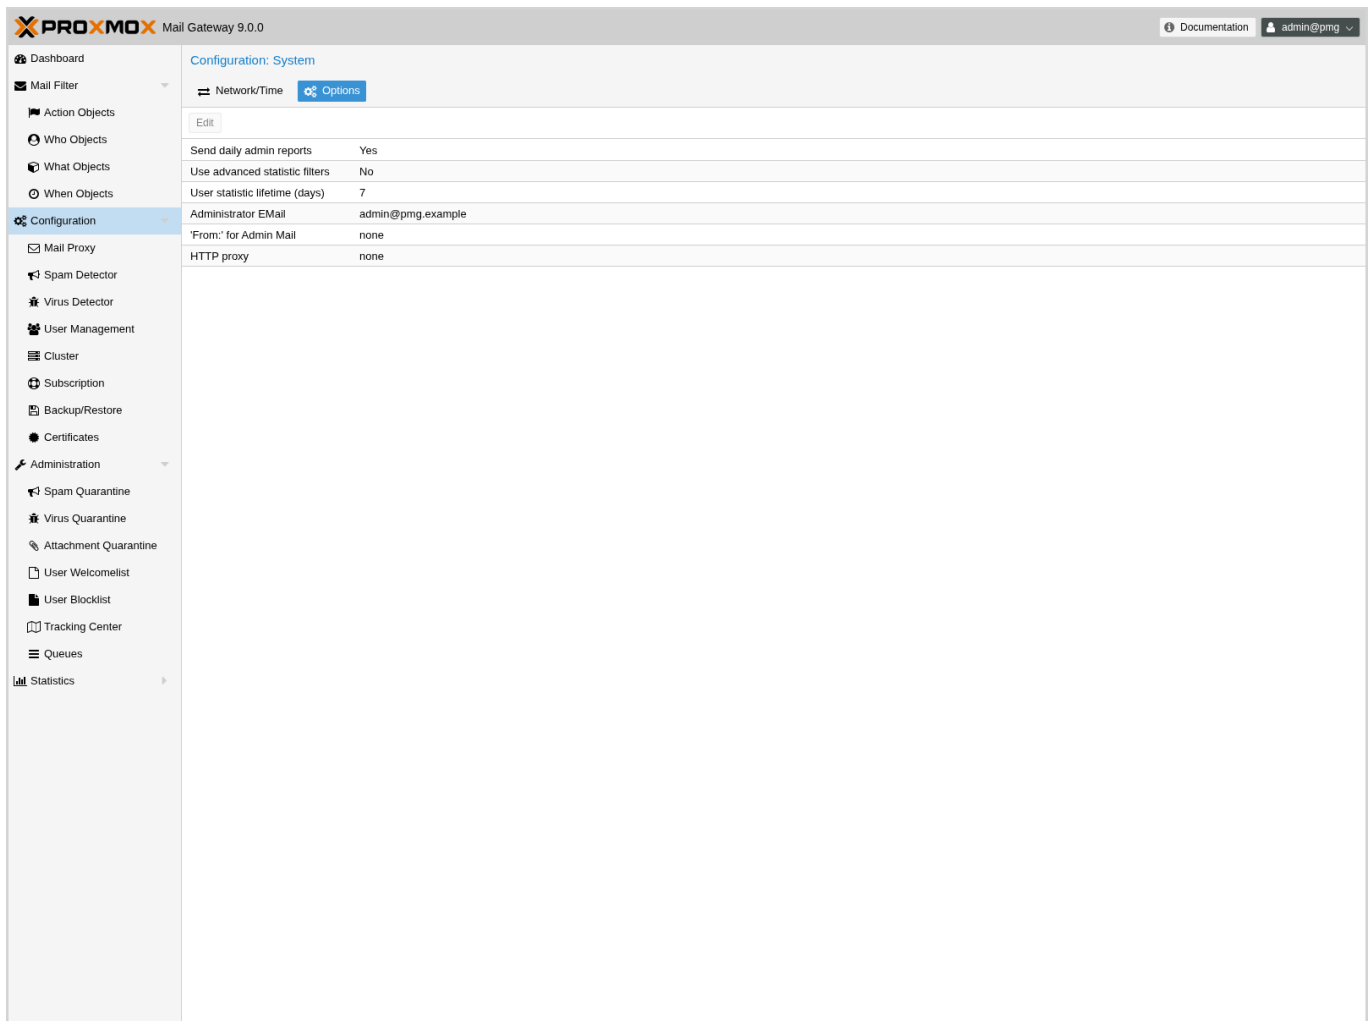 PROXMOX Mail Gateway 9.0.0
Documentation
admin@pmg
Dashboard
Mail Filter
Action Objects
Who Objects
What Objects
When Objects
Configuration
Mail Proxy
Spam Detector
Virus Detector
User Management
Cluster
Subscription
Backup/Restore
Certificates
Administration
Spam Quarantine
Virus Quarantine
Attachment Quarantine
User Welcomelist
User Blocklist
Tracking Center
Queues
Statistics
Configuration: System
Network/Time
Options
Edit
Send daily admin reports Yes
Use advanced statistic filters No
User statistic lifetime (days) 7
Administrator EMail admin@pmg.example
'From:' for Admin Mail none
HTTP proxy none